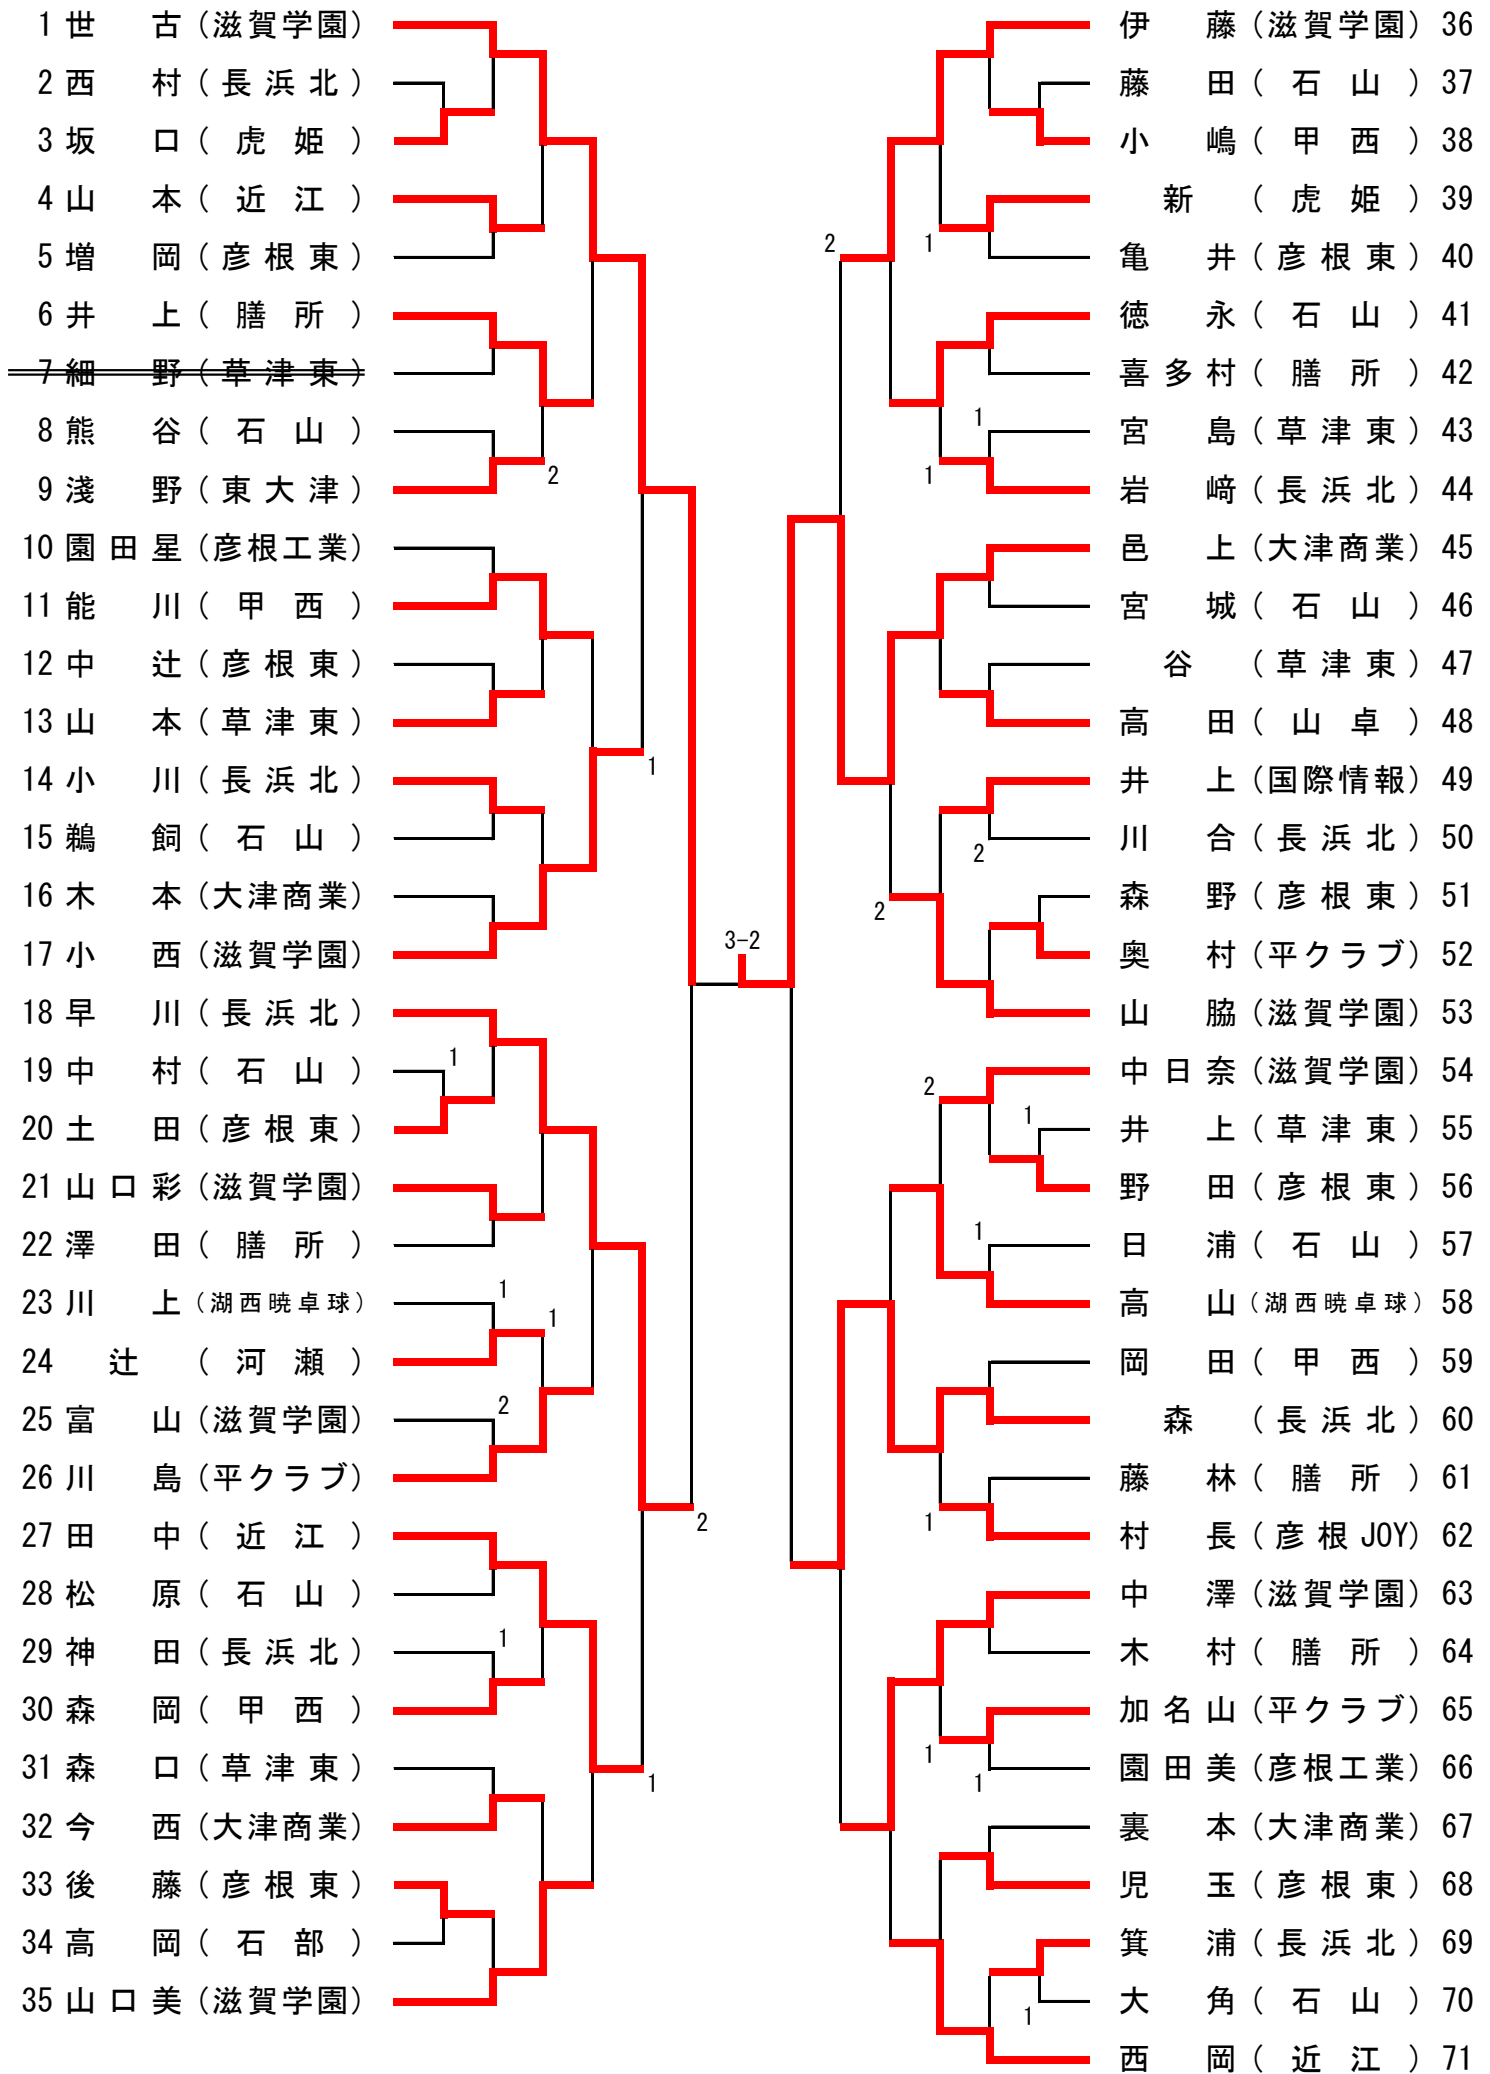 1 世 古 (滋賀学園)
2 西 村 (長浜北)
3 坂 口 (虎姫)
4 山 本 (近江)
5 増 岡 (彦根東)
6 井 上 (膳所)
7 細 野 (草津東)
8 熊 谷 (石山)
9 淺 野 (東大津)
10 園田星 (彦根工業)
11 能 川 (甲西)
12 中 辻 (彦根東)
13 山 本 (草津東)
14 小 川 (長浜北)
15 鵜 飼 (石山)
16 木 本 (大津商業)
17 小 西 (滋賀学園)
18 早 川 (長浜北)
19 中 村 (石山)
20 土 田 (彦根東)
21 山口彩 (滋賀学園)
22 澤 田 (膳所)
23 川 上 (湖西暁卓球)
24 辻 (河瀬)
25 富 山 (滋賀学園)
26 川 島 (平クラブ)
27 田 中 (近江)
28 松 原 (石山)
29 神 田 (長浜北)
30 森 岡 (甲西)
31 森 口 (草津東)
32 今 西 (大津商業)
33 後 藤 (彦根東)
34 高 岡 (石部)
35 山口美 (滋賀学園)
2
1
1
1
1
2
1
1
2
3-2
伊 藤 (滋賀学園) 36
藤 田 (石山) 37
小 嶋 (甲西) 38
新 (虎姫) 39
亀 井 (彦根東) 40
徳 永 (石山) 41
喜多村 (膳所) 42
宮 島 (草津東) 43
岩 﨑 (長浜北) 44
邑 上 (大津商業) 45
宮 城 (石山) 46
谷 (草津東) 47
高 田 (山卓) 48
井 上 (国際情報) 49
川 合 (長浜北) 50
森 野 (彦根東) 51
奥 村 (平クラブ) 52
山 脇 (滋賀学園) 53
中日奈 (滋賀学園) 54
井 上 (草津東) 55
野 田 (彦根東) 56
日 浦 (石山) 57
高 山 (湖西暁卓球) 58
岡 田 (甲西) 59
森 (長浜北) 60
藤 林 (膳所) 61
村 長 (彦根JOY) 62
中 澤 (滋賀学園) 63
木 村 (膳所) 64
加名山 (平クラブ) 65
園田美 (彦根工業) 66
裏 本 (大津商業) 67
児 玉 (彦根東) 68
箕 浦 (長浜北) 69
大 角 (石山) 70
西 岡 (近江) 71
2
1
1
1
2
2
2
1
1
1
1
1
1